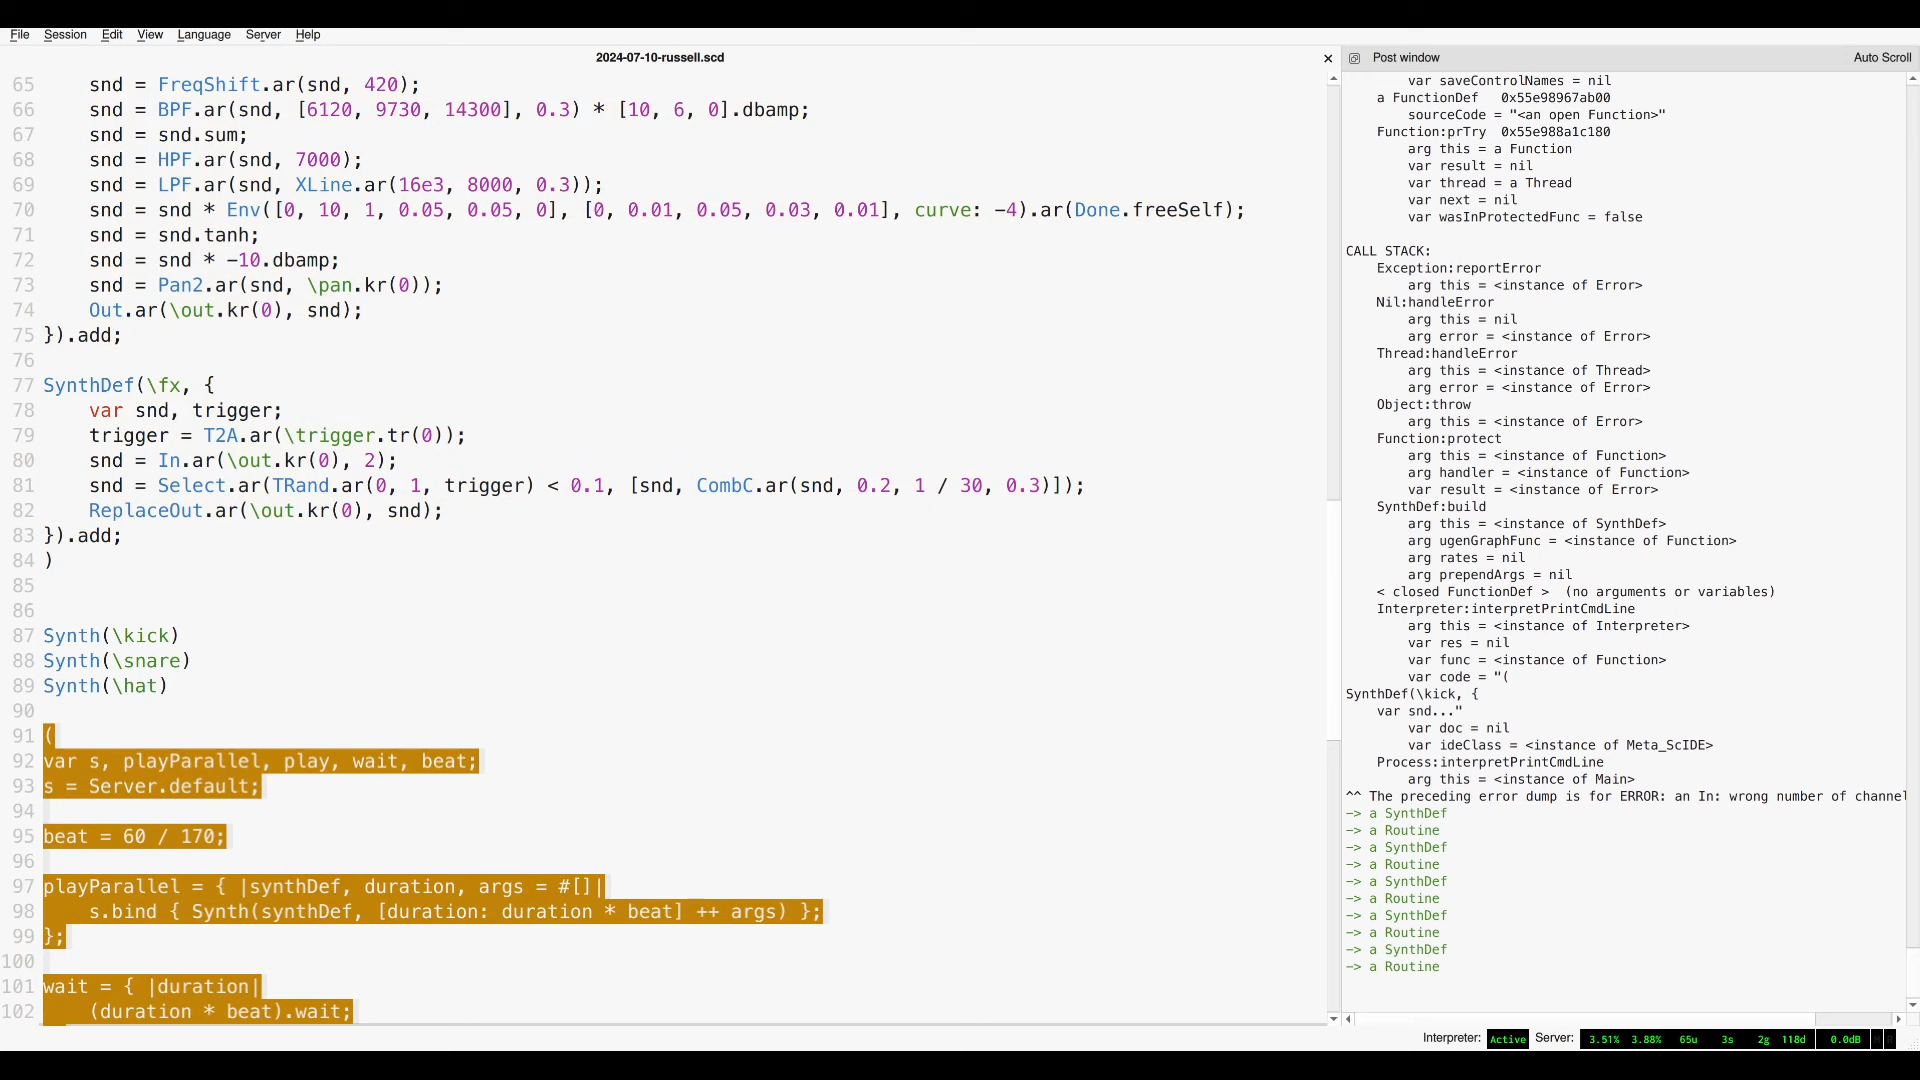 File Session Edit View Language Server Help
2024-07-10-russell.scd
65 snd = FreqShift.ar(snd, 420);
66 snd = BPF.ar(snd, [6120, 9730, 14300], 0.3) * [10, 6, 0].dbamp;
67 snd = snd.sum;
68 snd = HPF.ar(snd, 7000);
69 snd = LPF.ar(snd, XLine.ar(16e3, 8000, 0.3));
70 snd = snd * Env([0, 10, 1, 0.05, 0.05, 0], [0, 0.01, 0.05, 0.03, 0.01], curve: -4).ar(Done.freeSelf);
71 snd = snd.tanh;
72 snd = snd * -10.dbamp;
73 snd = Pan2.ar(snd, \pan.kr(0));
74 Out.ar(\out.kr(0), snd);
75 }).add;
76
77 SynthDef(\fx, {
78 var snd, trigger;
79 trigger = T2A.ar(\trigger.tr(0));
80 snd = In.ar(\out.kr(0), 2);
81 snd = Select.ar(TRand.ar(0, 1, trigger) < 0.1, [snd, CombC.ar(snd, 0.2, 1 / 30, 0.3)]);
82 ReplaceOut.ar(\out.kr(0), snd);
83 }).add;
84 )
85
86
87 Synth(\kick)
88 Synth(\snare)
89 Synth(\hat)
90
91 (
92 var s, playParallel, play, wait, beat;
93 s = Server.default;
94
95 beat = 60 / 170;
96
97 playParallel = { |synthDef, duration, args = #[]|
98 s.bind { Synth(synthDef, [duration: duration * beat] ++ args) };
99 };
100
101 wait = { |duration|
102 (duration * beat).wait;
Post window Auto Scroll
var saveControlNames = nil
a FunctionDef 0x55e98967ab00
sourceCode = "<an open Function>"
Function:prTry 0x55e988a1c180
arg this = a Function
var result = nil
var thread = a Thread
var next = nil
var wasInProtectedFunc = false
CALL STACK:
Exception:reportError
arg this = <instance of Error>
Nil:handleError
arg this = nil
arg error = <instance of Error>
Thread:handleError
arg this = <instance of Thread>
arg error = <instance of Error>
Object:throw
arg this = <instance of Error>
Function:protect
arg this = <instance of Function>
arg handler = <instance of Function>
var result = <instance of Error>
SynthDef:build
arg this = <instance of SynthDef>
arg ugenGraphFunc = <instance of Function>
arg rates = nil
arg prependArgs = nil
< closed FunctionDef > (no arguments or variables)
Interpreter:interpretPrintCmdLine
arg this = <instance of Interpreter>
var res = nil
var func = <instance of Function>
var code = "(
SynthDef(\kick, {
var snd..."
var doc = nil
var ideClass = <instance of Meta_ScIDE>
Process:interpretPrintCmdLine
arg this = <instance of Main>
^^ The preceding error dump is for ERROR: an In: wrong number of channel
-> a SynthDef
-> a Routine
-> a SynthDef
-> a Routine
-> a SynthDef
-> a Routine
-> a SynthDef
-> a Routine
-> a SynthDef
-> a Routine
Interpreter: Active Server: 3.51% 3.88% 65u 3s 2g 118d 0.0dB